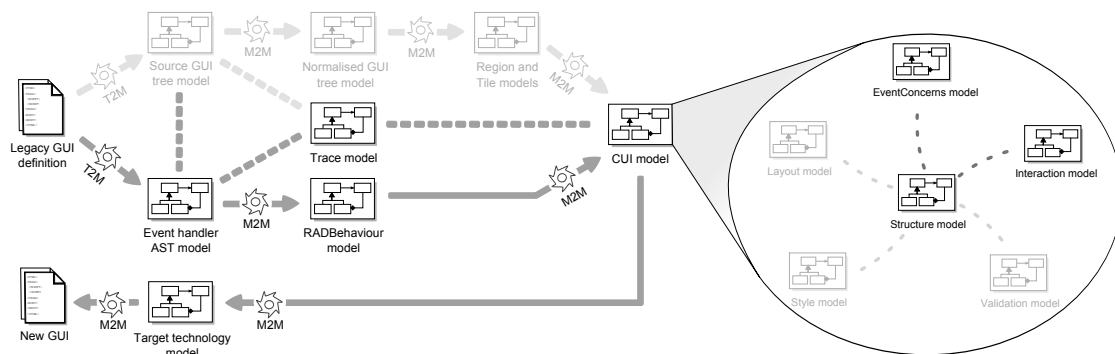 M2M
M2M
Source GUI
tree model
Normalised GUI
tree model
Region and
Tile models
T2M
M2M
EventConcerns model
Legacy GUI
definition
Trace model
CUI model
Layout model
Interaction model
T2M
M2M
M2M
Event handler
AST model
RADBehaviour
model
Structure model
Style model
Validation model
New GUI
M2M
Target technology
model
M2M